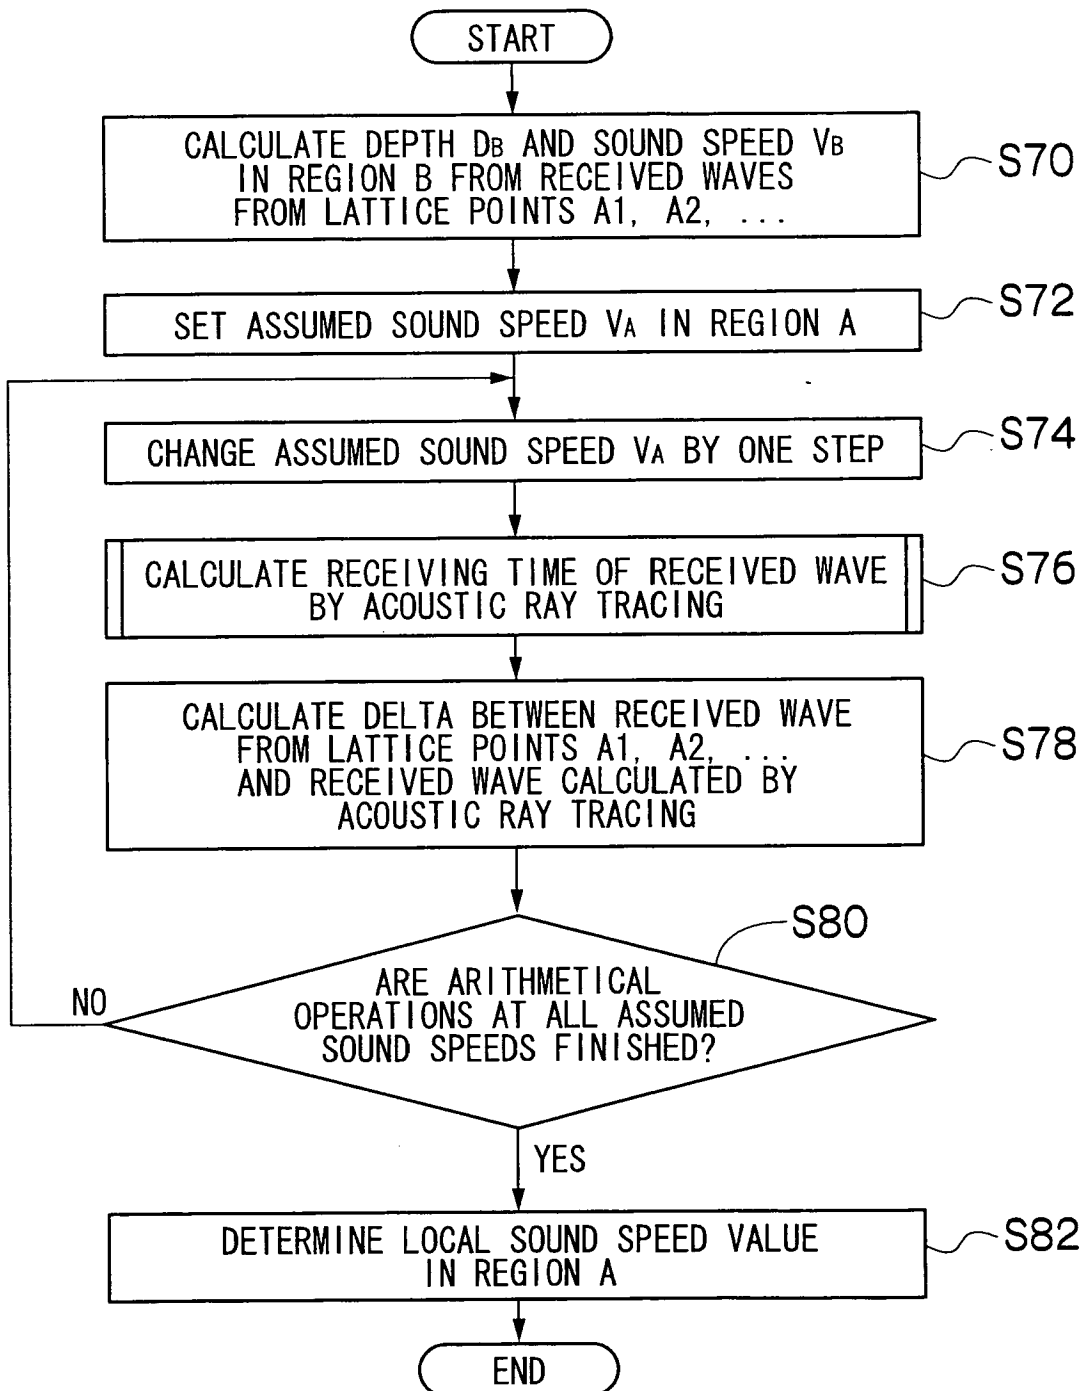 START
CALCULATE DEPTH DB AND SOUND SPEED VB
IN REGION B FROM RECEIVED WAVES
FROM LATTICE POINTS A1, A2, ...
S70
SET ASSUMED SOUND SPEED VA IN REGION A
S72
CHANGE ASSUMED SOUND SPEED VA BY ONE STEP
S74
CALCULATE RECEIVING TIME OF RECEIVED WAVE
BY ACOUSTIC RAY TRACING
S76
CALCULATE DELTA BETWEEN RECEIVED WAVE
FROM LATTICE POINTS A1, A2, ...
AND RECEIVED WAVE CALCULATED BY
ACOUSTIC RAY TRACING
S78
S80
ARE ARITHMETICAL
OPERATIONS AT ALL ASSUMED
SOUND SPEEDS FINISHED?
NO
YES
DETERMINE LOCAL SOUND SPEED VALUE
IN REGION A
S82
END